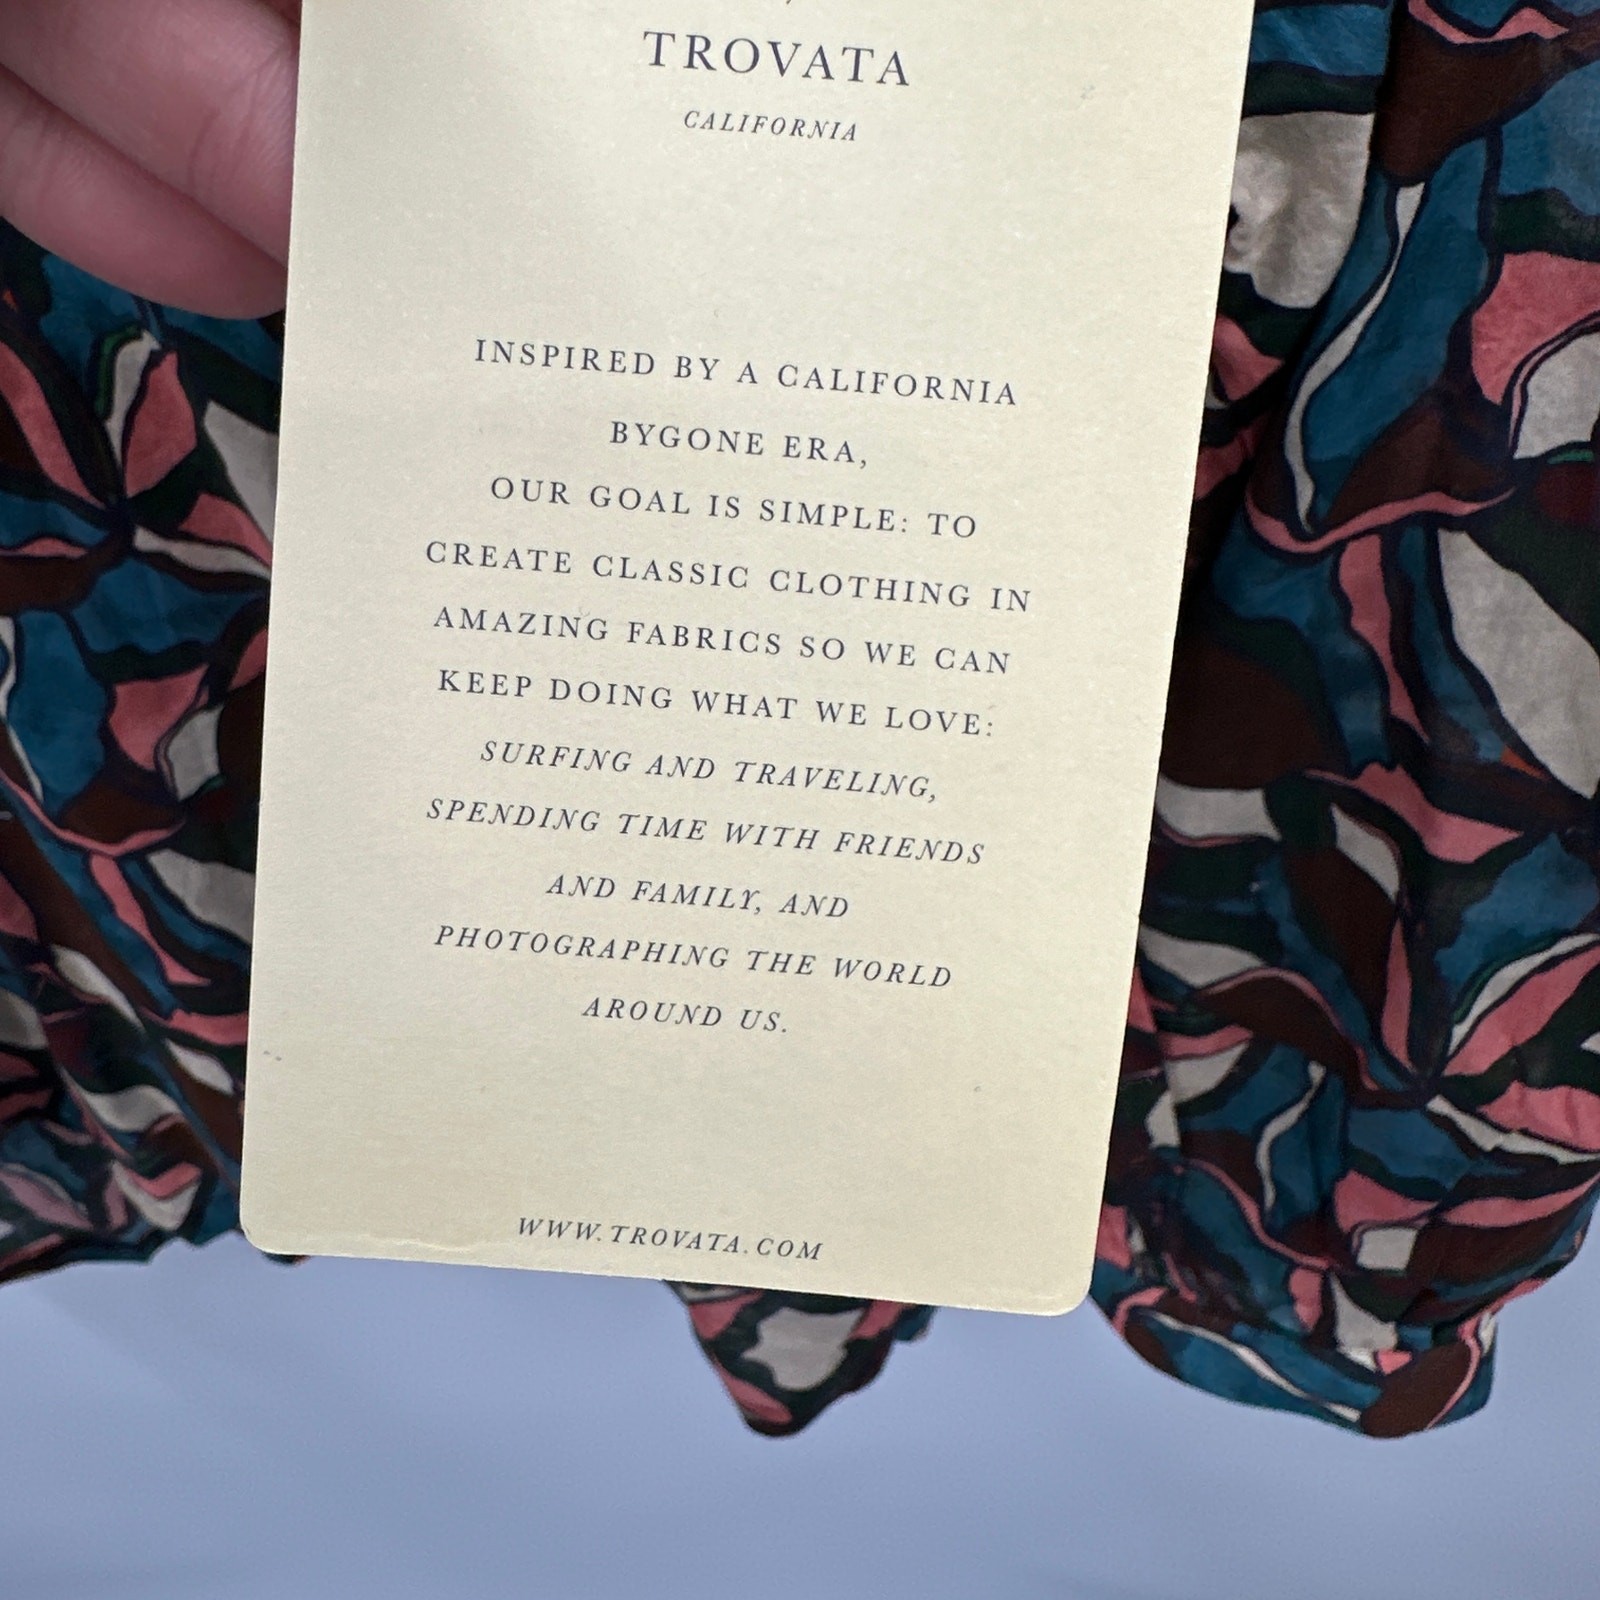 TROVATA
CALIFORNIA
INSPIRED BY A CALIFORNIA
BYGONE ERA,
OUR GOAL IS SIMPLE: TO
CREATE CLASSIC CLOTHING IN
AMAZING FABRICS SO WE CAN
KEEP DOING WHAT WE LOVE:
SURFING AND TRAVELING,
SPENDING TIME WITH FRIENDS
AND FAMILY, AND
PHOTOGRAPHING THE WORLD
AROUND US.
WWW.TROVATA.COM